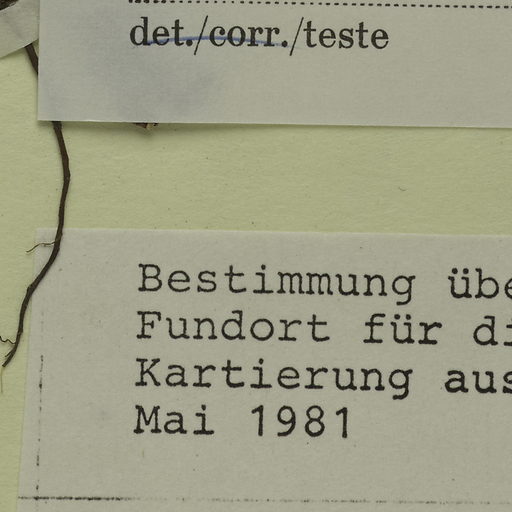 det./corr./teste
Bestimmung übe
Fundort für di
Kartierung aus
Mai 1981